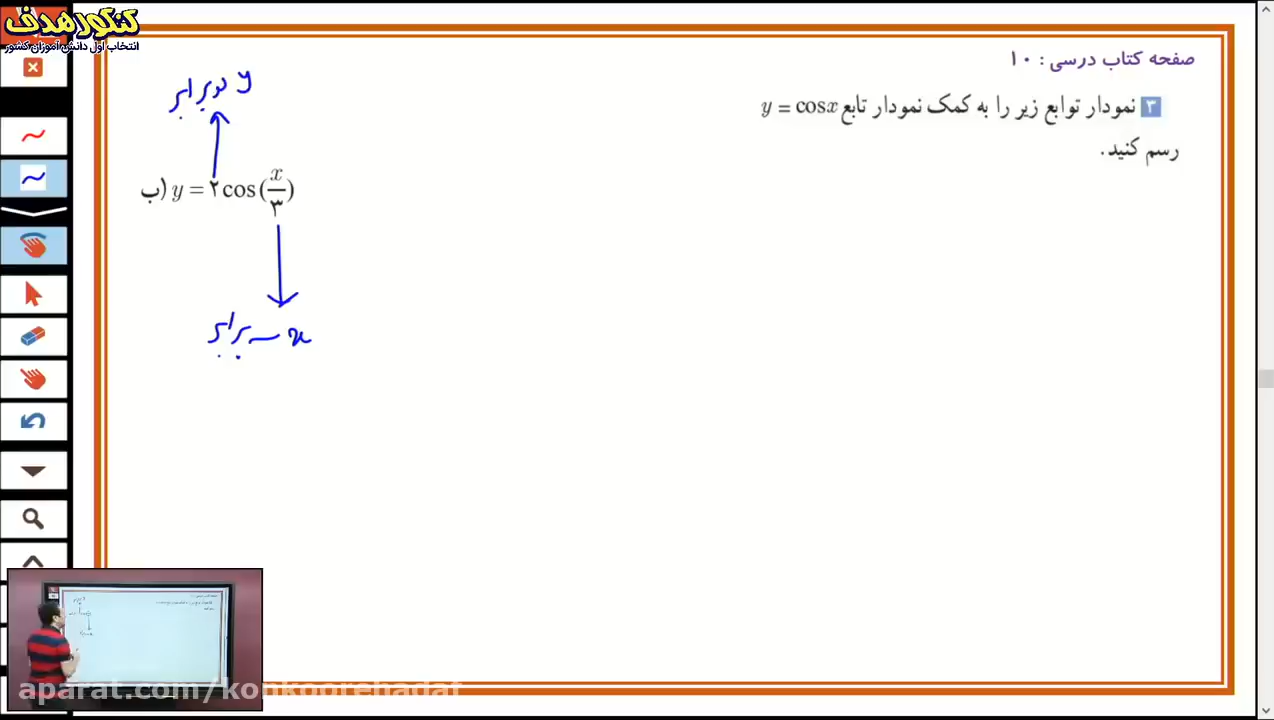 کنکور هدف
انتخاب اول دانش آموزان کشور
صفحه کتاب درسی : ۱۰
۳ نمودار توابع زیر را به کمک نمودار تابع y = cosx
رسم کنید.
y دو برابر
ب) y = ۲cos(x/۳)
x سه برابر
aparat.com/konkoorehadaf